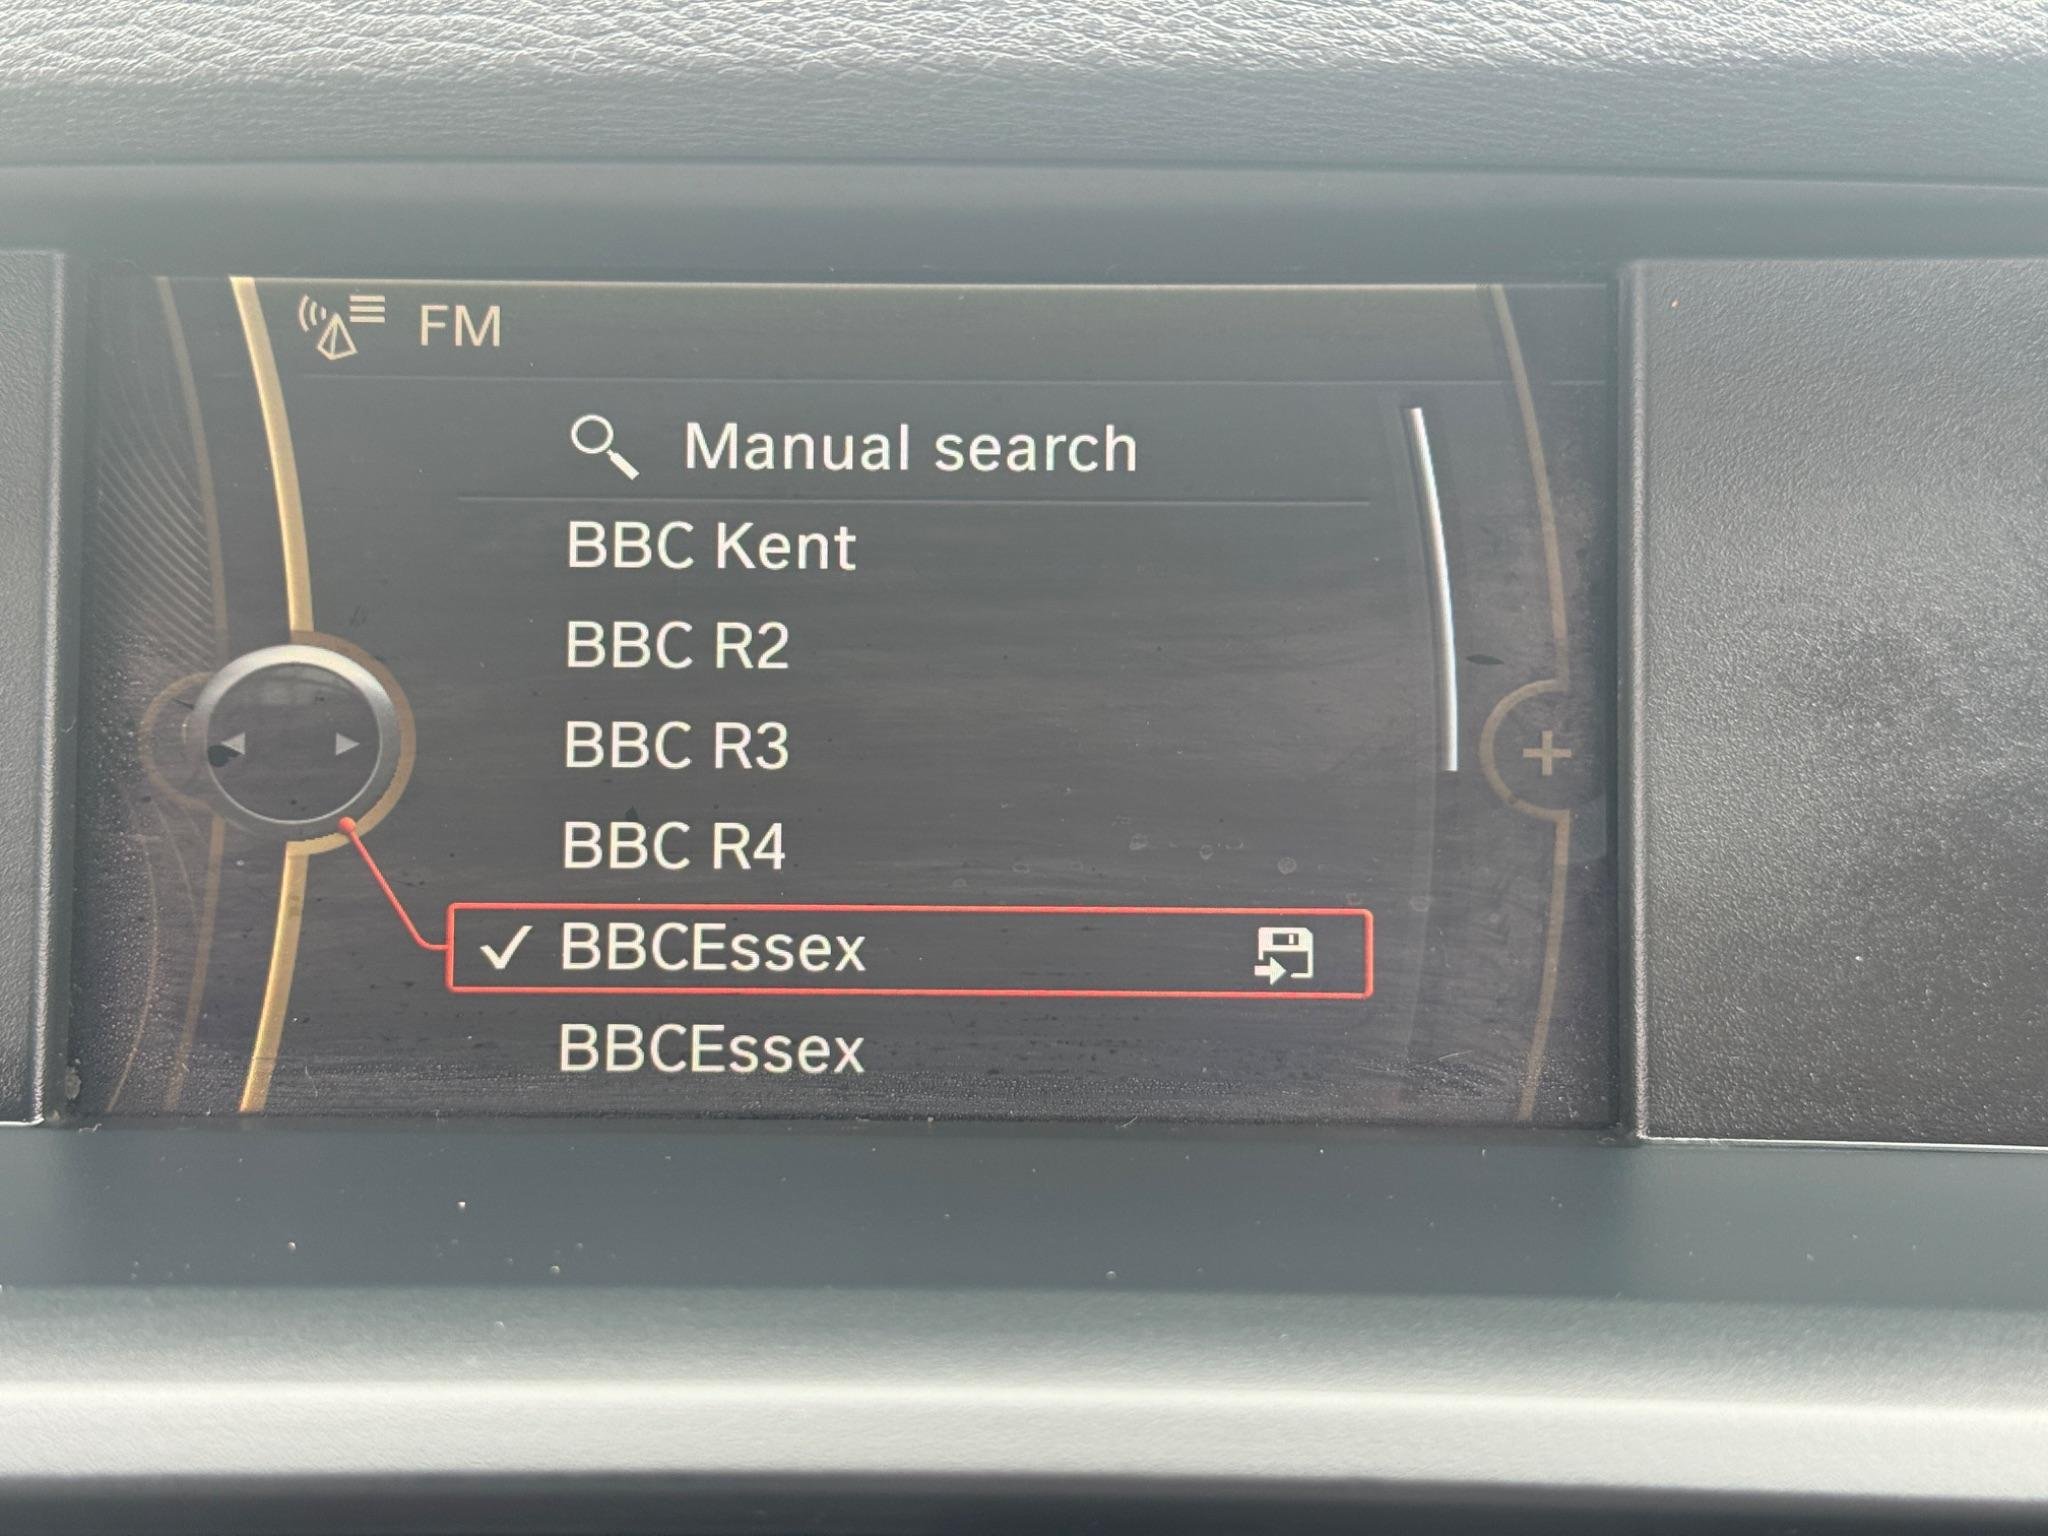 FM
Manual search
BBC Kent
BBC R2
BBC R3
BBC R4
BBCEssex
BBCEssex